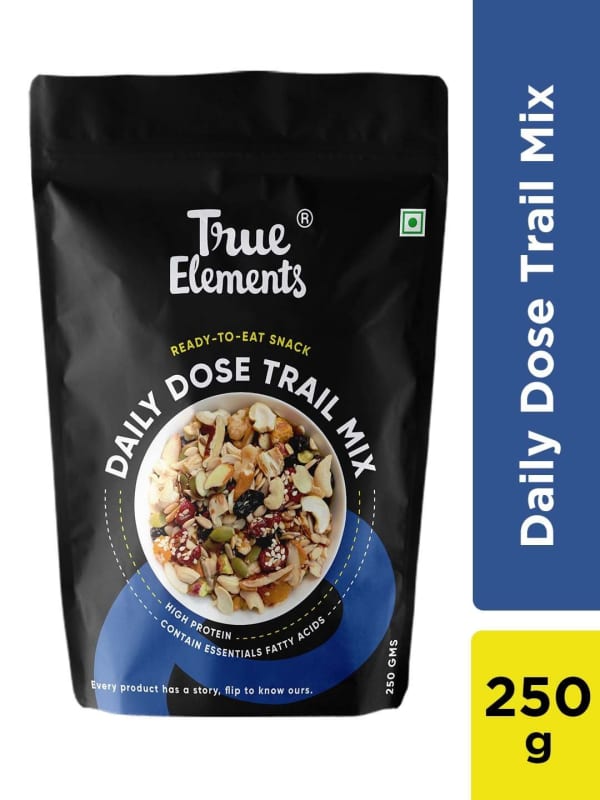 True ®
Elements
READY-TO-EAT SNACK
DAILY DOSE TRAIL MIX
HIGH PROTEIN
CONTAIN ESSENTIALS FATTY ACIDS
Every product has a story, flip to know ours.
250 GMS
Daily Dose Trail Mix
250
g